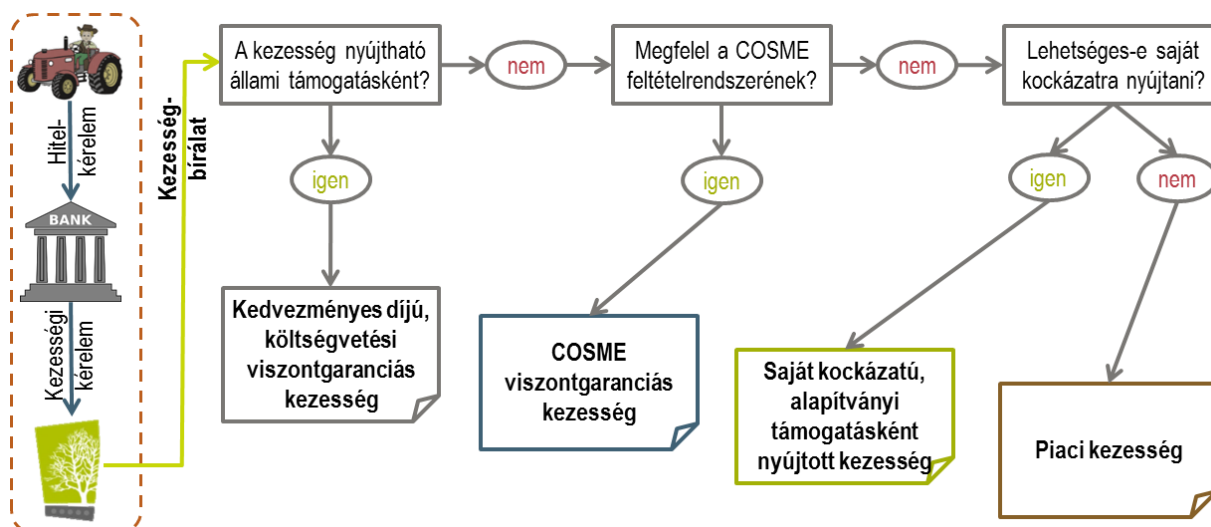 Hitel-
kérelem
BANK
Kezességi
kérelem
Kezesség-
bírálat
A kezesség nyújtható
állami támogatásként?
nem
Megfelel a COSME
feltételrendszerének?
nem
Lehetséges-e saját
kockázatra nyújtani?
igen
igen
igen
nem
Kedvezményes díjú,
költségvetési
viszontgaranciás
kezesség
COSME
viszontgaranciás
kezesség
Saját kockázatú,
alapítványi
támogatásként
nyújtott kezesség
Piaci kezesség